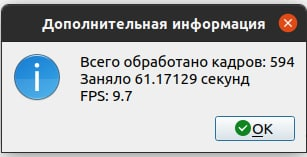 Дополнительная информация
Всего обработано кадров: 594
Заняло 61.17129 секунд
FPS: 9.7
OK